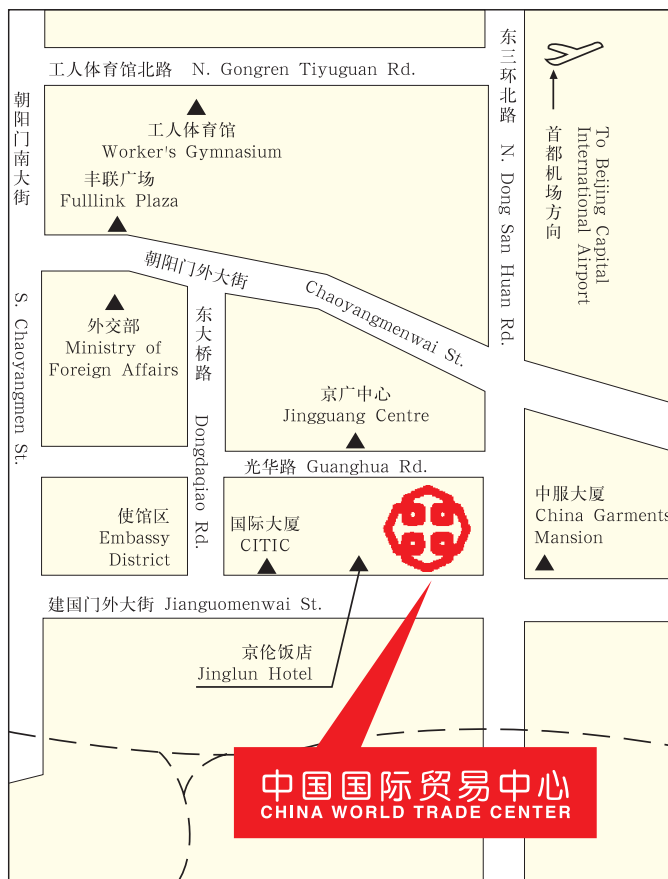 工人体育馆北路 N. Gongren Tiyuguan Rd.
朝阳门南大街
S. Chaoyangmen St.
东三环北路 N. Dong San Huan Rd.
首都机场方向
To Beijing Capital
International Airport
工人体育馆
Worker's Gymnasium
丰联广场
Fulllink Plaza
朝阳门外大街 Chaoyangmenwai St.
外交部
Ministry of
Foreign Affairs
东大桥路 Dongdaqiao Rd.
京广中心
Jingguang Centre
光华路 Guanghua Rd.
使馆区
Embassy
District
国际大厦
CITIC
中服大厦
China Garments
Mansion
建国门外大街 Jianguomenwai St.
京伦饭店
Jinglun Hotel
中国国际贸易中心
CHINA WORLD TRADE CENTER